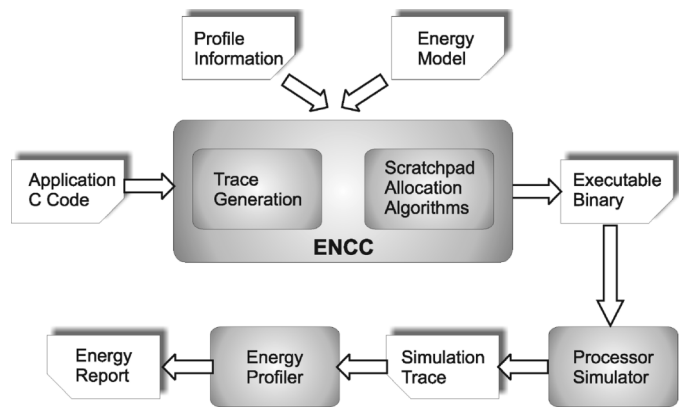 Profile
Information
Energy
Model
Application
C Code
Trace
Generation
Scratchpad
Allocation
Algorithms
Executable
Binary
ENCC
Energy
Report
Energy
Profiler
Simulation
Trace
Processor
Simulator